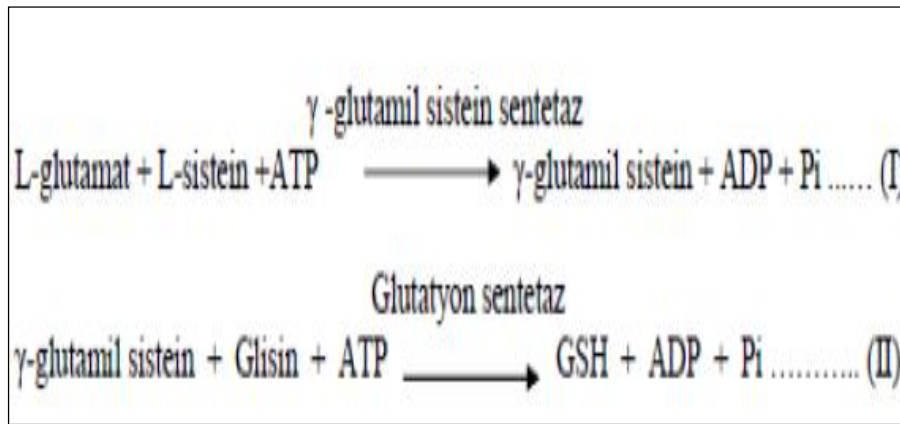 γ -glutamil sistein sentetaz
L-glutamat + L-sistein +ATP → γ-glutamil sistein + ADP + Pi ...... (I)
Glutatyon sentetaz
γ-glutamil sistein + Glisin + ATP → GSH + ADP + Pi ........... (II)